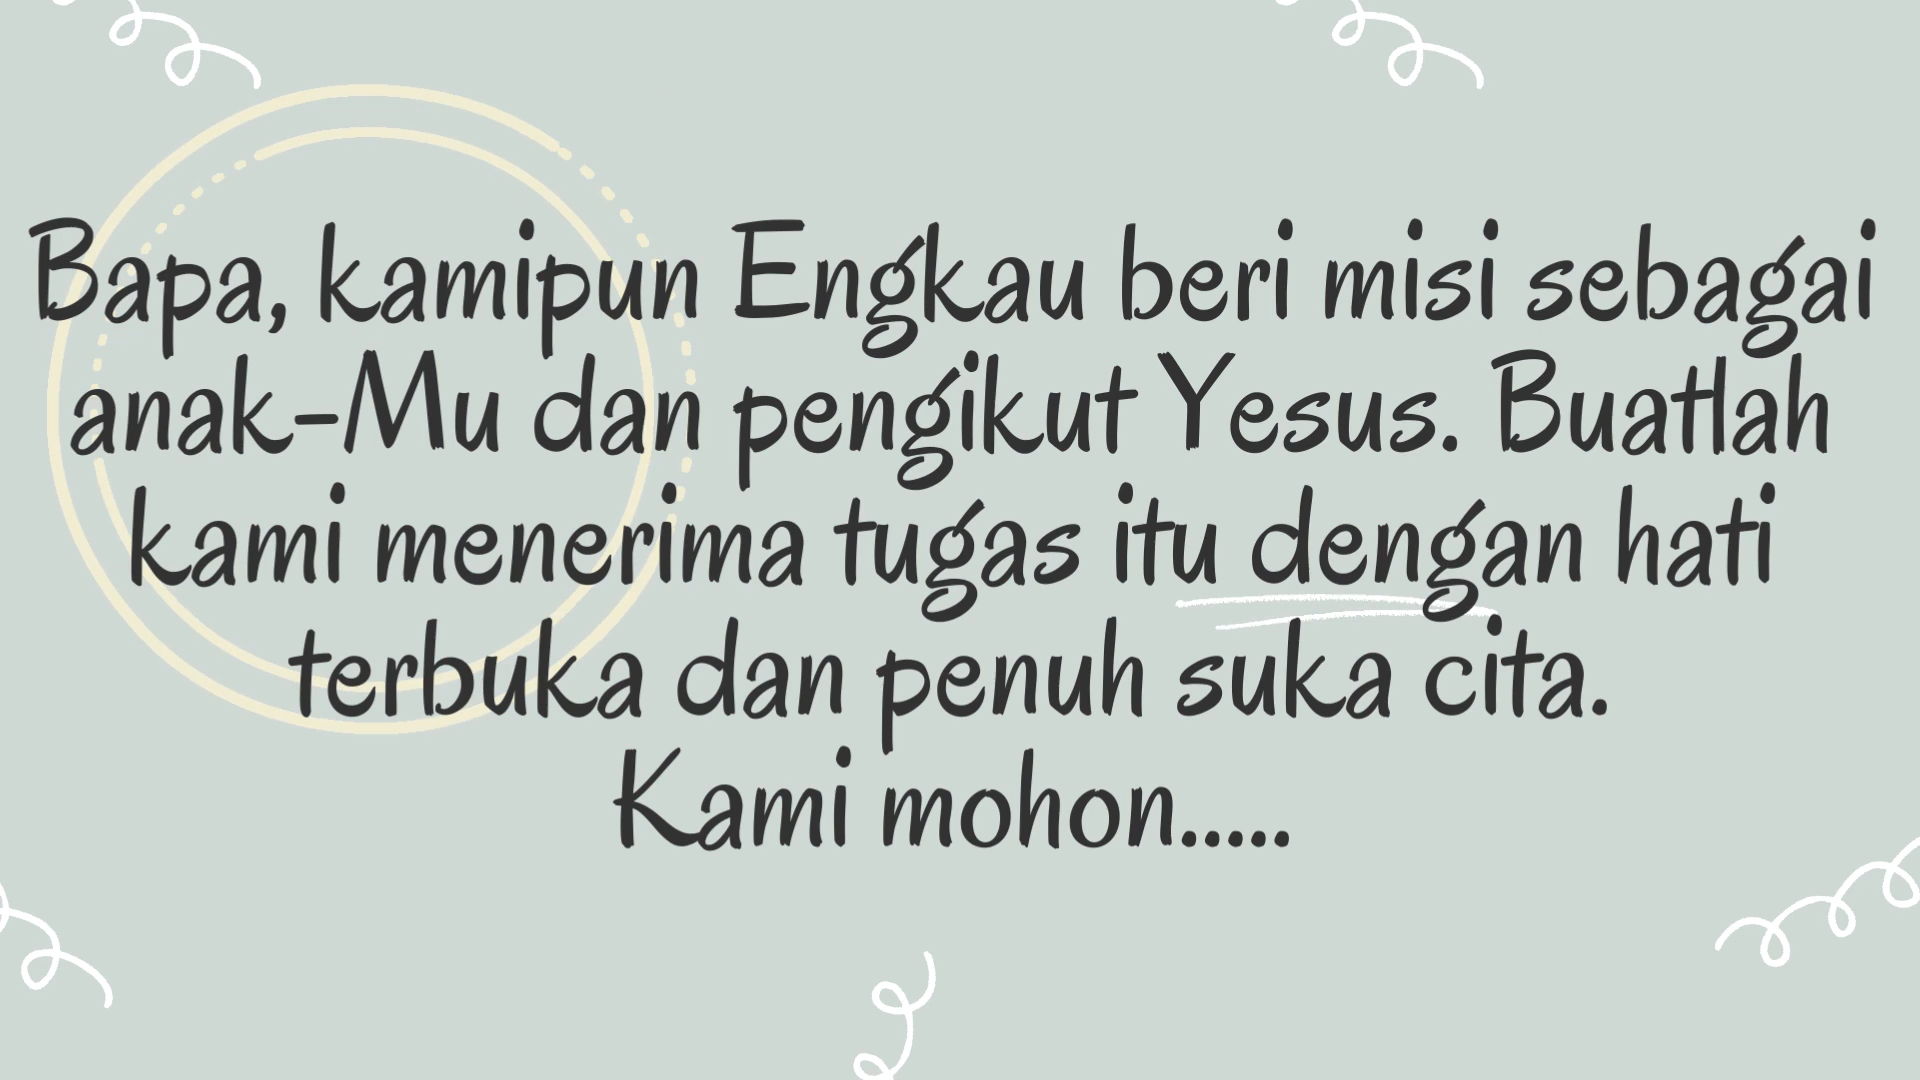 Bapa, kamipun Engkau beri misi sebagai
anak-Mu dan pengikut Yesus. Buatlah
kami menerima tugas itu dengan hati
terbuka dan penuh suka cita.
Kami mohon.....